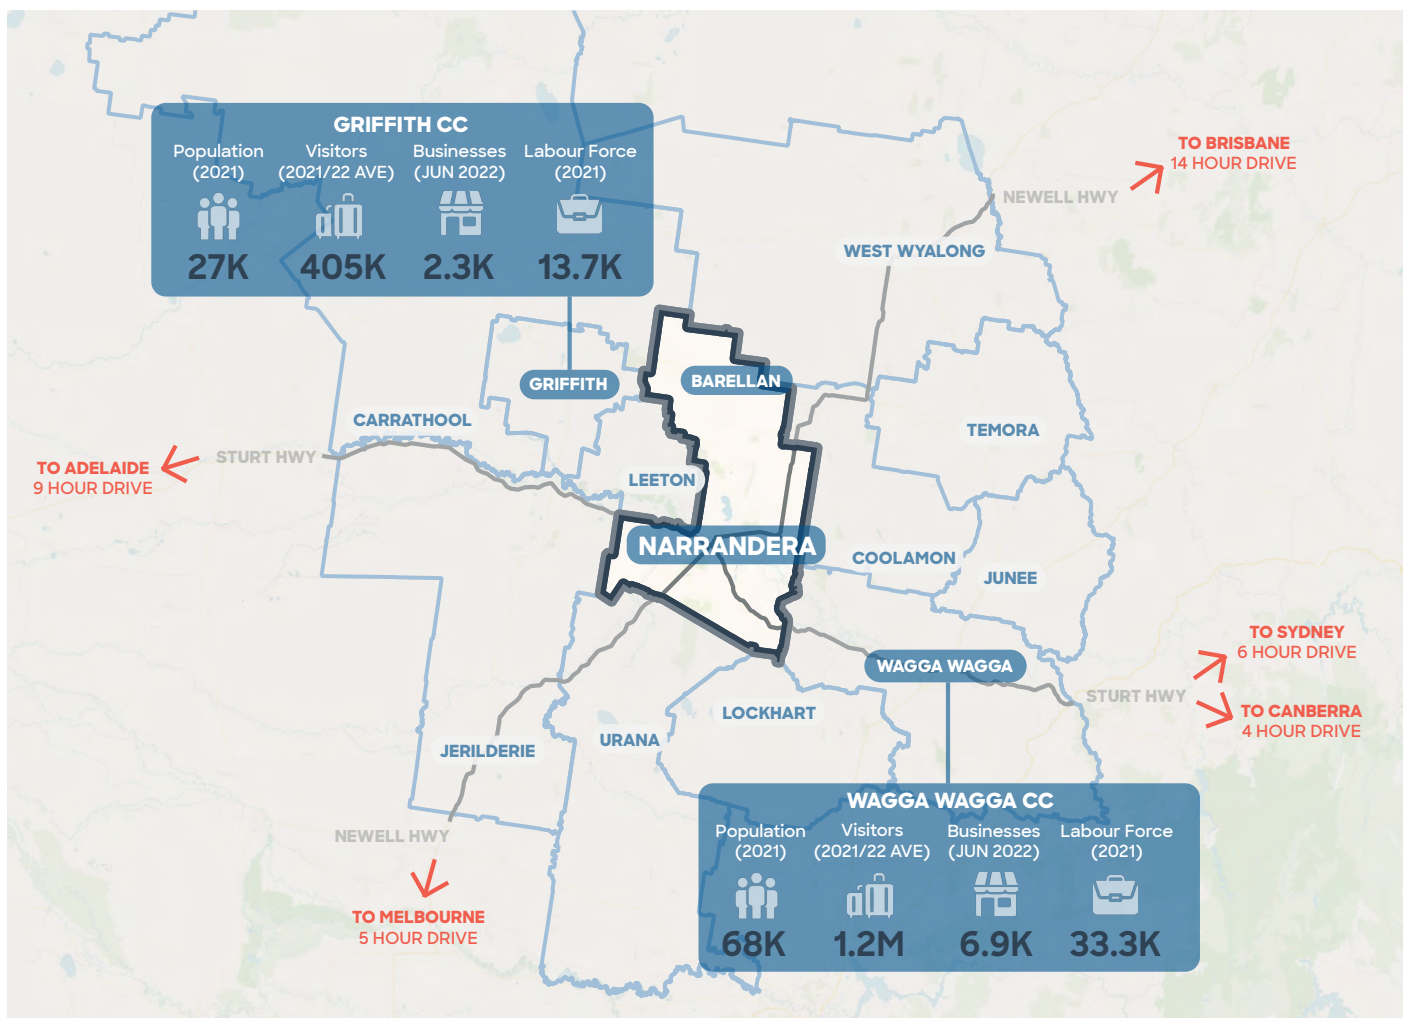 GRIFFITH CC
Population
(2021)
Visitors
(2021/22 AVE)
Businesses
(JUN 2022)
Labour Force
(2021)
27K
405K
2.3K
13.7K
TO BRISBANE
14 HOUR DRIVE
NEWELL HWY
WEST WYALONG
GRIFFITH
BARELLAN
CARRATHOOL
TEMORA
STURT HWY
TO ADELAIDE
9 HOUR DRIVE
LEETON
NARRANDERA
COOLAMON
JUNEE
TO SYDNEY
6 HOUR DRIVE
WAGGA WAGGA
STURT HWY
TO CANBERRA
4 HOUR DRIVE
LOCKHART
URANA
JERILDERIE
NEWELL HWY
TO MELBOURNE
5 HOUR DRIVE
WAGGA WAGGA CC
Population
(2021)
Visitors
(2021/22 AVE)
Businesses
(JUN 2022)
Labour Force
(2021)
68K
1.2M
6.9K
33.3K